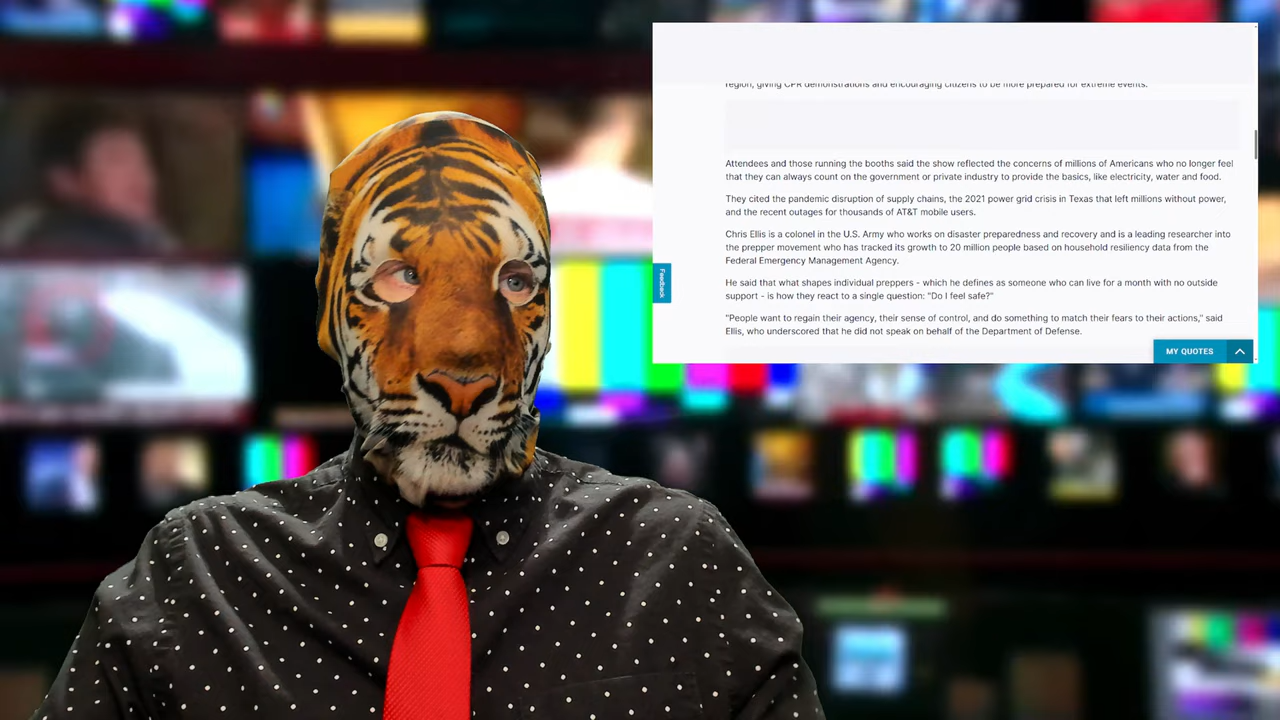 region, giving CPR demonstrations and encouraging citizens to be more prepared for extreme events.
Attendees and those running the booths said the show reflected the concerns of millions of Americans who no longer feel
that they can always count on the government or private industry to provide the basics, like electricity, water and food.
They cited the pandemic disruption of supply chains, the 2021 power grid crisis in Texas that left millions without power,
and the recent outages for thousands of AT&T mobile users.
Chris Ellis is a colonel in the U.S. Army who works on disaster preparedness and recovery and is a leading researcher into
the prepper movement who has tracked its growth to 20 million people based on household resiliency data from the
Federal Emergency Management Agency.
He said that what shapes individual preppers - which he defines as someone who can live for a month with no outside
support - is how they react to a single question: "Do I feel safe?"
"People want to regain their agency, their sense of control, and do something to match their fears to their actions," said
Ellis, who underscored that he did not speak on behalf of the Department of Defense.
Feedback
MY QUOTES